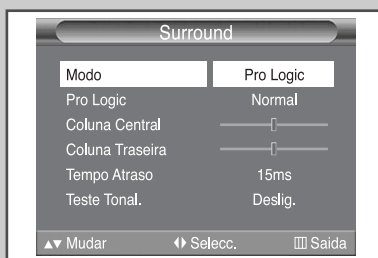 Surround
Modo Pro Logic
Pro Logic Normal
Coluna Central
Coluna Traseira
Tempo Atraso 15ms
Teste Tonal. Deslig.
▲▼ Mudar ◀▶ Selecc. Saida